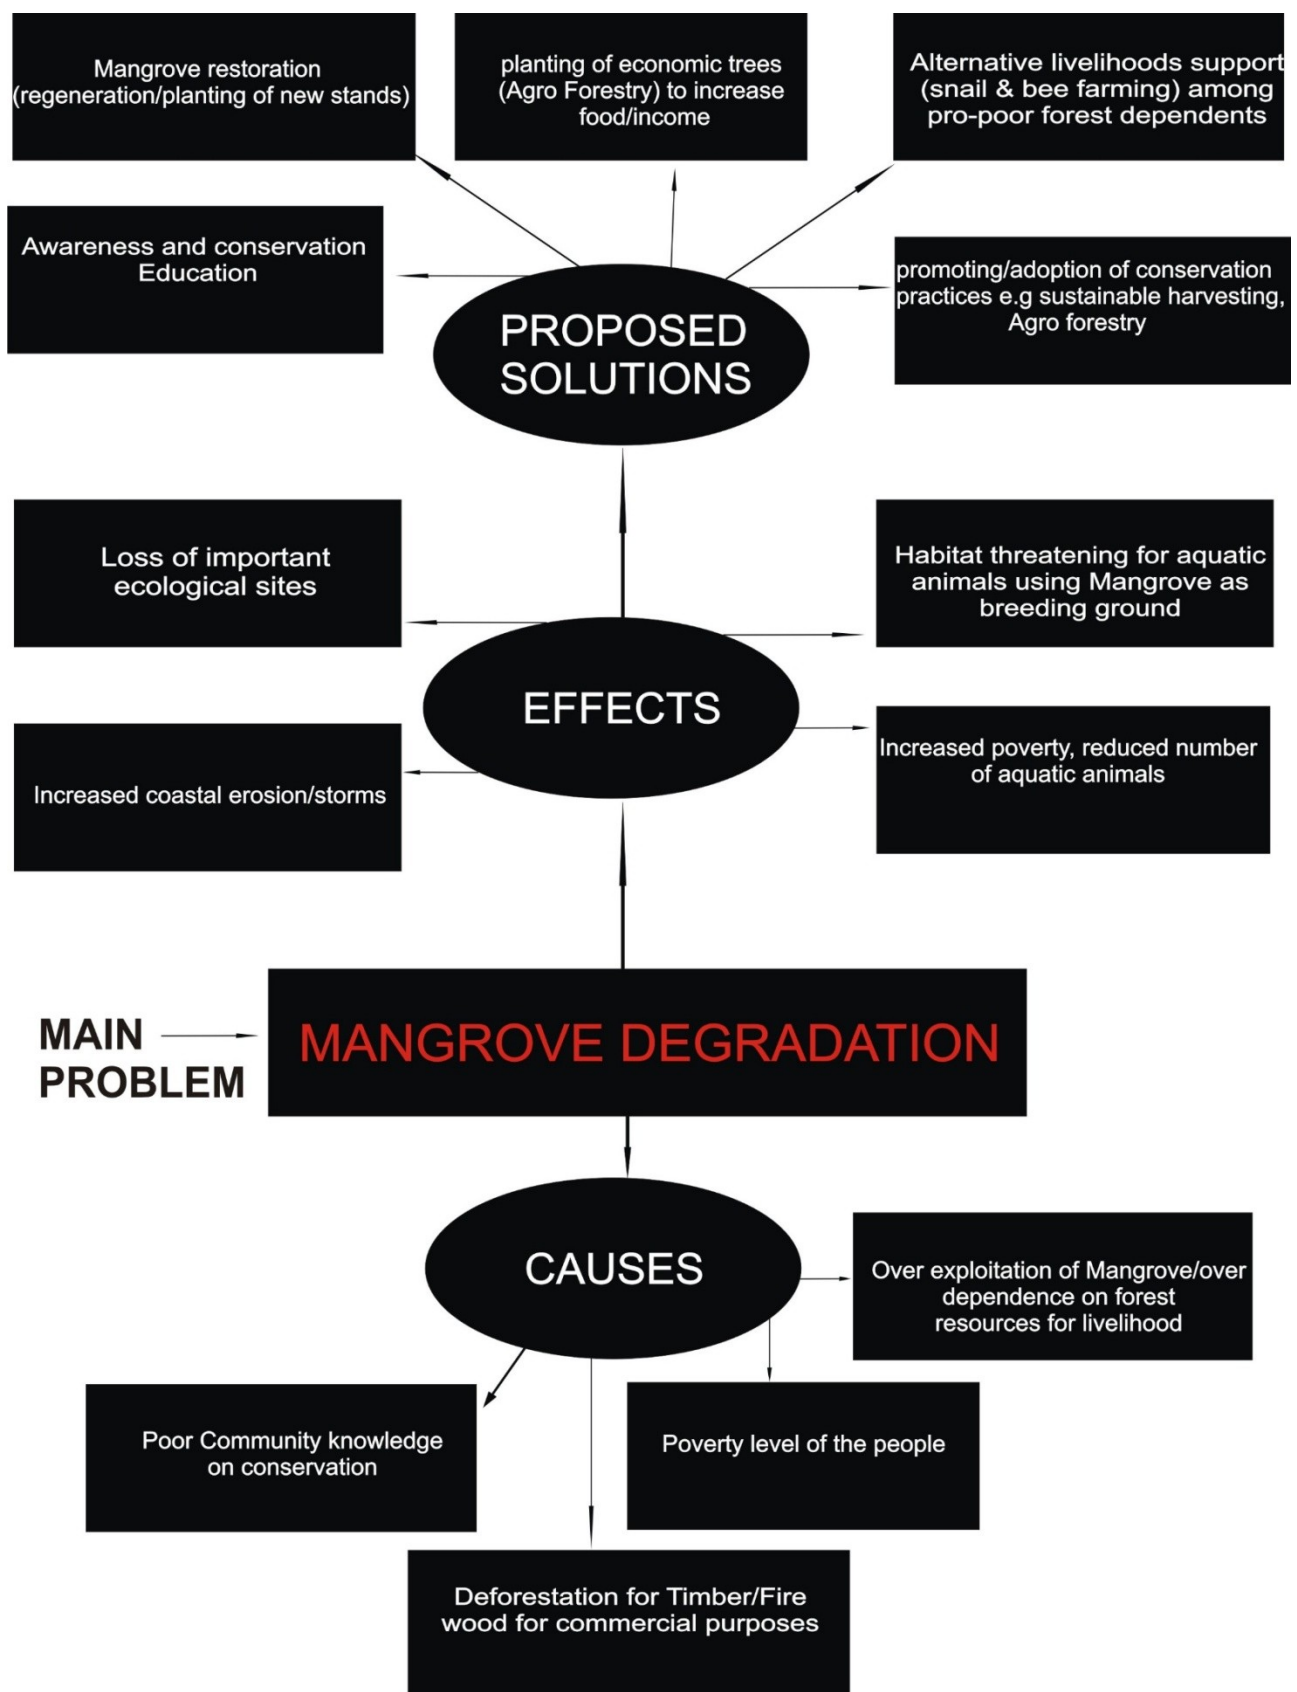 Mangrove restoration
(regeneration/planting of new stands)
planting of economic trees
(Agro Forestry) to increase
food/income
Alternative livelihoods support
(snail & bee farming) among
pro-poor forest dependents
Awareness and conservation
Education
promoting/adoption of conservation
practices e.g sustainable harvesting,
Agro forestry
PROPOSED
SOLUTIONS
Loss of important
ecological sites
Habitat threatening for aquatic
animals using Mangrove as
breeding ground
EFFECTS
Increased coastal erosion/storms
Increased poverty, reduced number
of aquatic animals
MAIN
PROBLEM
MANGROVE DEGRADATION
CAUSES
Over exploitation of Mangrove/over
dependence on forest
resources for livelihood
Poor Community knowledge
on conservation
Poverty level of the people
Deforestation for Timber/Fire
wood for commercial purposes